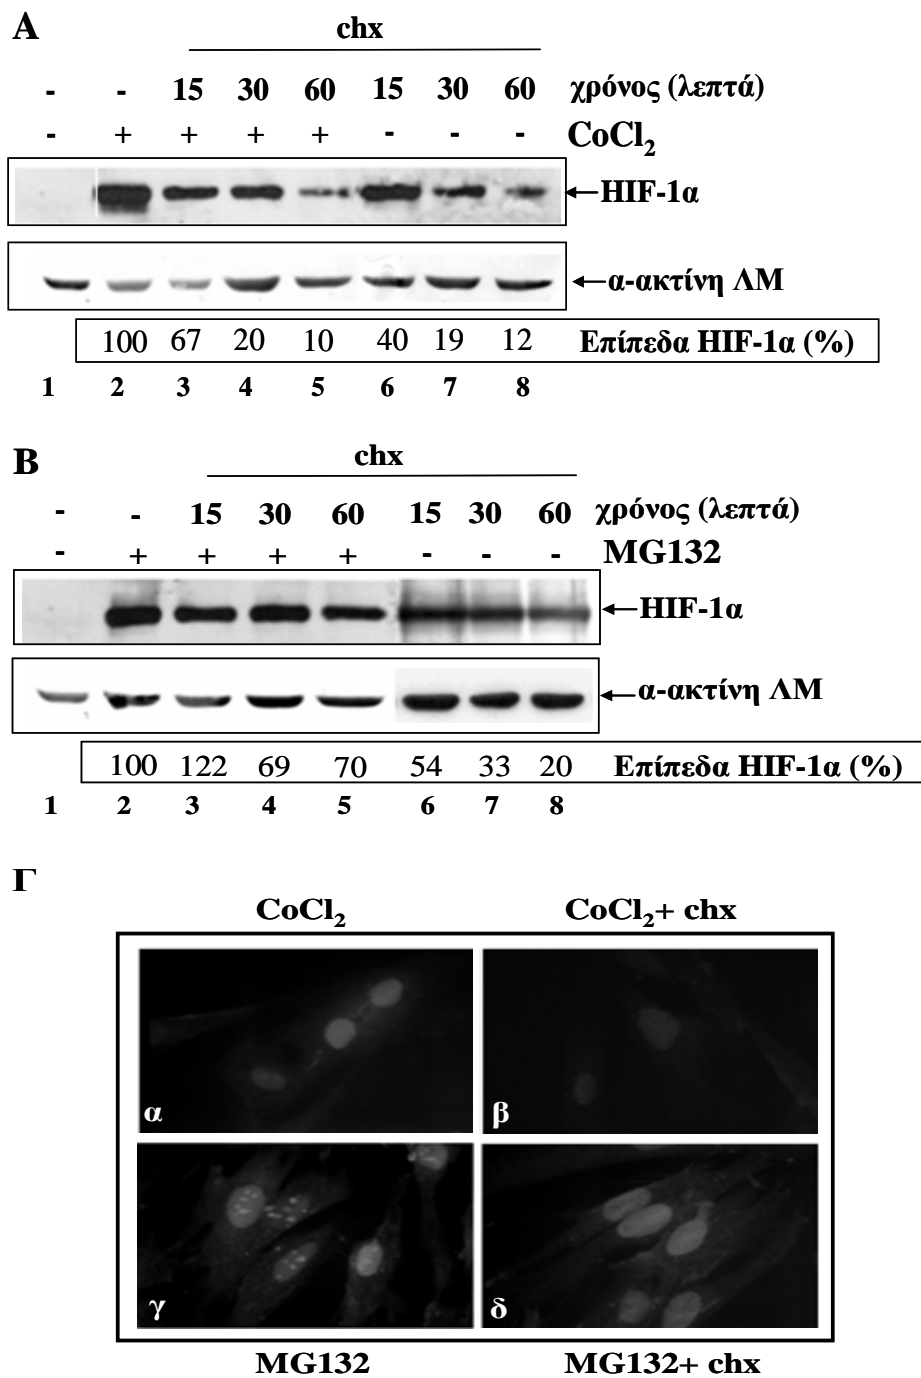 A
chx
- - 15 30 60 15 30 60 χρόνος (λεπτά)
- + + + + - - - CoCl₂
HIF-1α
α-ακτίνη ΛΜ
100 67 20 10 40 19 12 Επίπεδα HIF-1α (%)
1 2 3 4 5 6 7 8
B
chx
- - 15 30 60 15 30 60 χρόνος (λεπτά)
- + + + + - - - MG132
HIF-1α
α-ακτίνη ΛΜ
100 122 69 70 54 33 20 Επίπεδα HIF-1α (%)
1 2 3 4 5 6 7 8
Γ
CoCl₂ CoCl₂+ chx
α β
γ δ
MG132 MG132+ chx